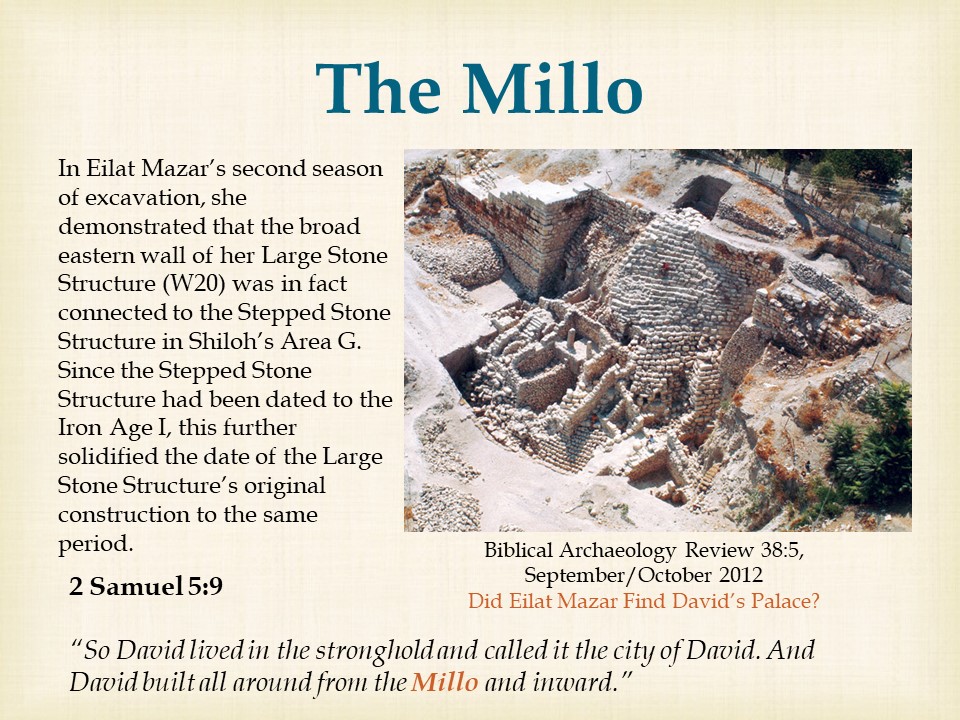 The Millo
In Eilat Mazar’s second season
of excavation, she
demonstrated that the broad
eastern wall of her Large Stone
Structure (W20) was in fact
connected to the Stepped Stone
Structure in Shiloh’s Area G.
Since the Stepped Stone
Structure had been dated to the
Iron Age I, this further
solidified the date of the Large
Stone Structure’s original
construction to the same
period.
Biblical Archaeology Review 38:5,
September/October 2012
Did Eilat Mazar Find David’s Palace?
2 Samuel 5:9
“So David lived in the stronghold and called it the city of David. And
David built all around from the Millo and inward.”